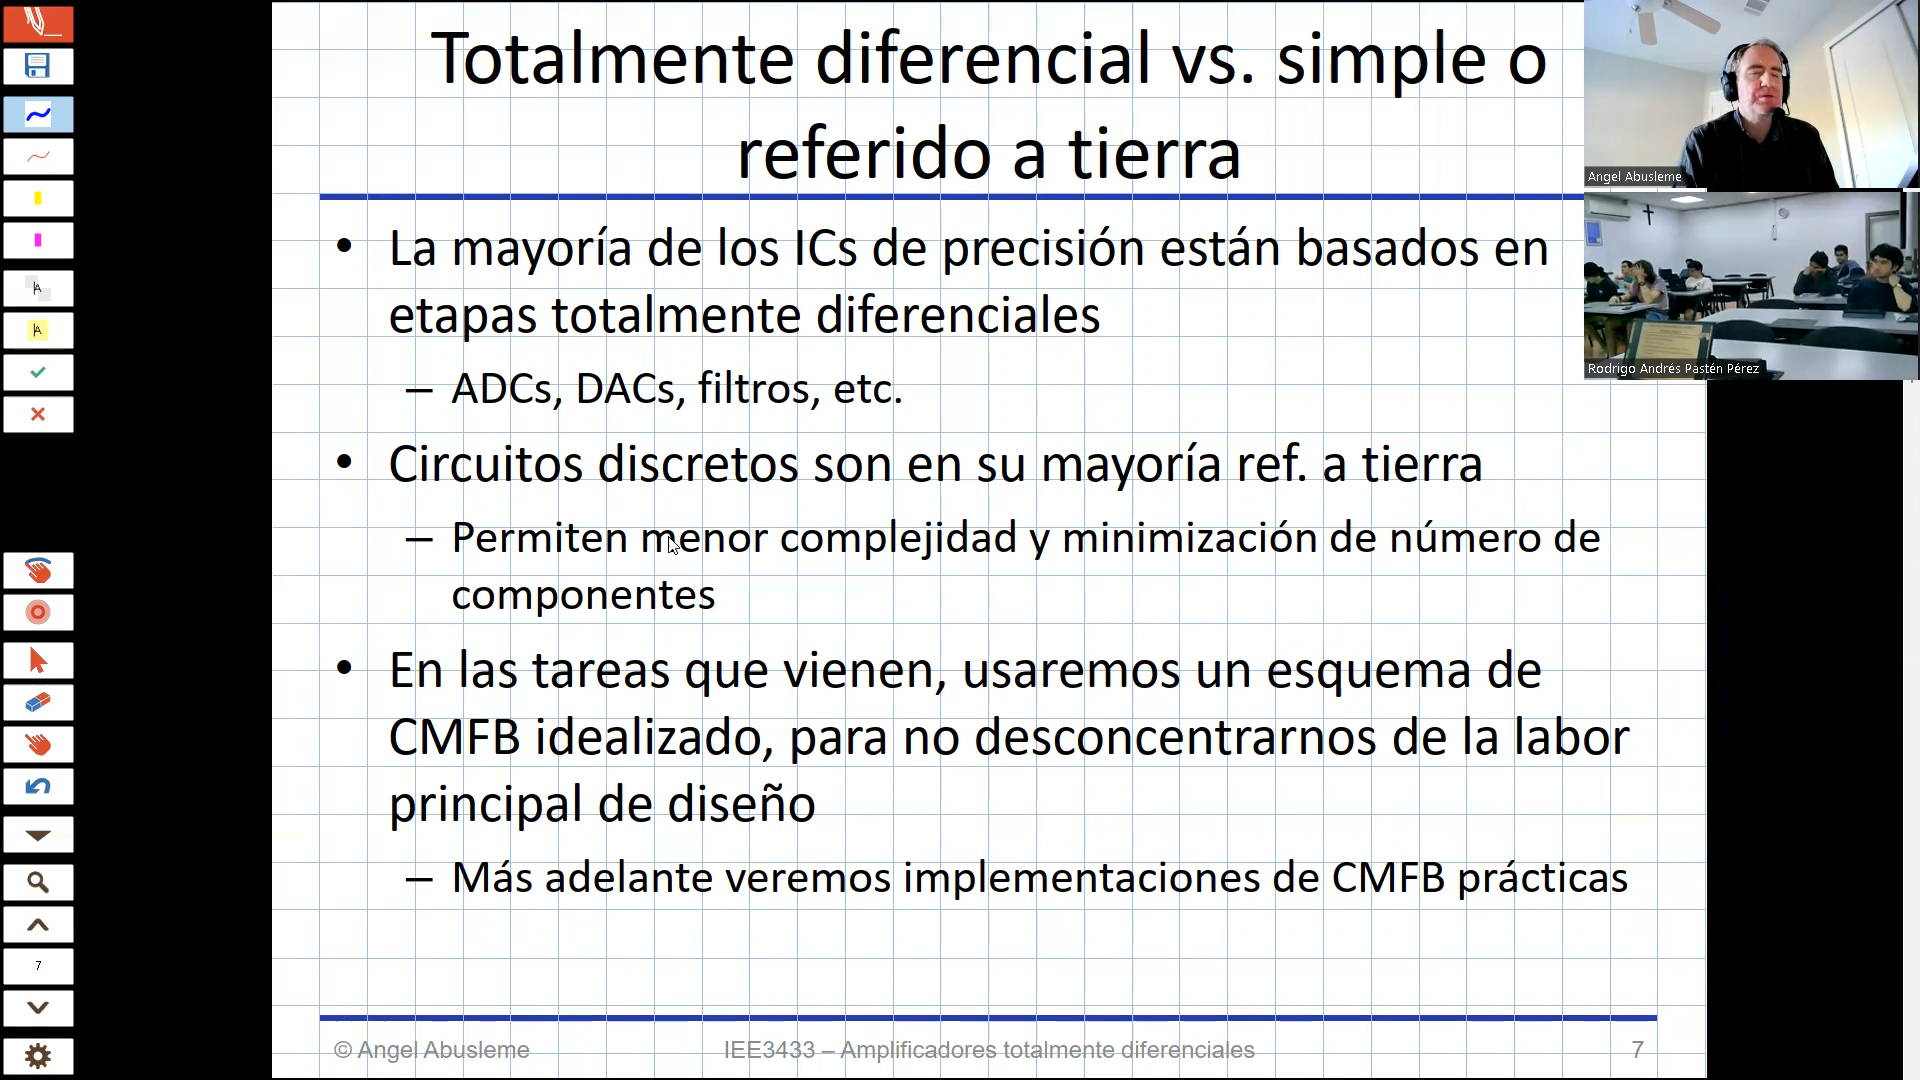 Totalmente diferencial vs. simple o
referido a tierra
• La mayoría de los ICs de precisión están basados en
etapas totalmente diferenciales
– ADCs, DACs, filtros, etc.
• Circuitos discretos son en su mayoría ref. a tierra
– Permiten menor complejidad y minimización de número de
componentes
• En las tareas que vienen, usaremos un esquema de
CMFB idealizado, para no desconcentrarnos de la labor
principal de diseño
– Más adelante veremos implementaciones de CMFB prácticas
© Angel Abusleme
IEE3433 – Amplificadores totalmente diferenciales
7
Angel Abusleme
Rodrigo Andrés Pastén Pérez
A
A
7